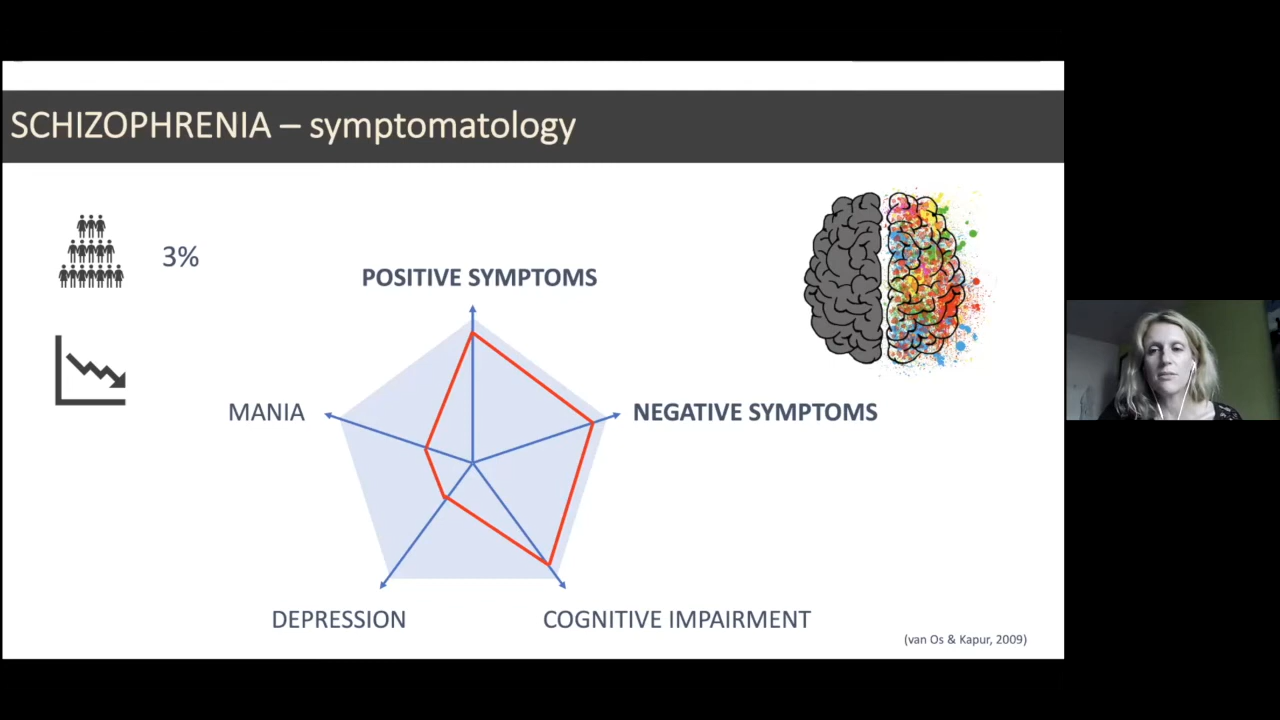 SCHIZOPHRENIA – symptomatology
3%
POSITIVE SYMPTOMS
MANIA
NEGATIVE SYMPTOMS
DEPRESSION
COGNITIVE IMPAIRMENT
(van Os & Kapur, 2009)